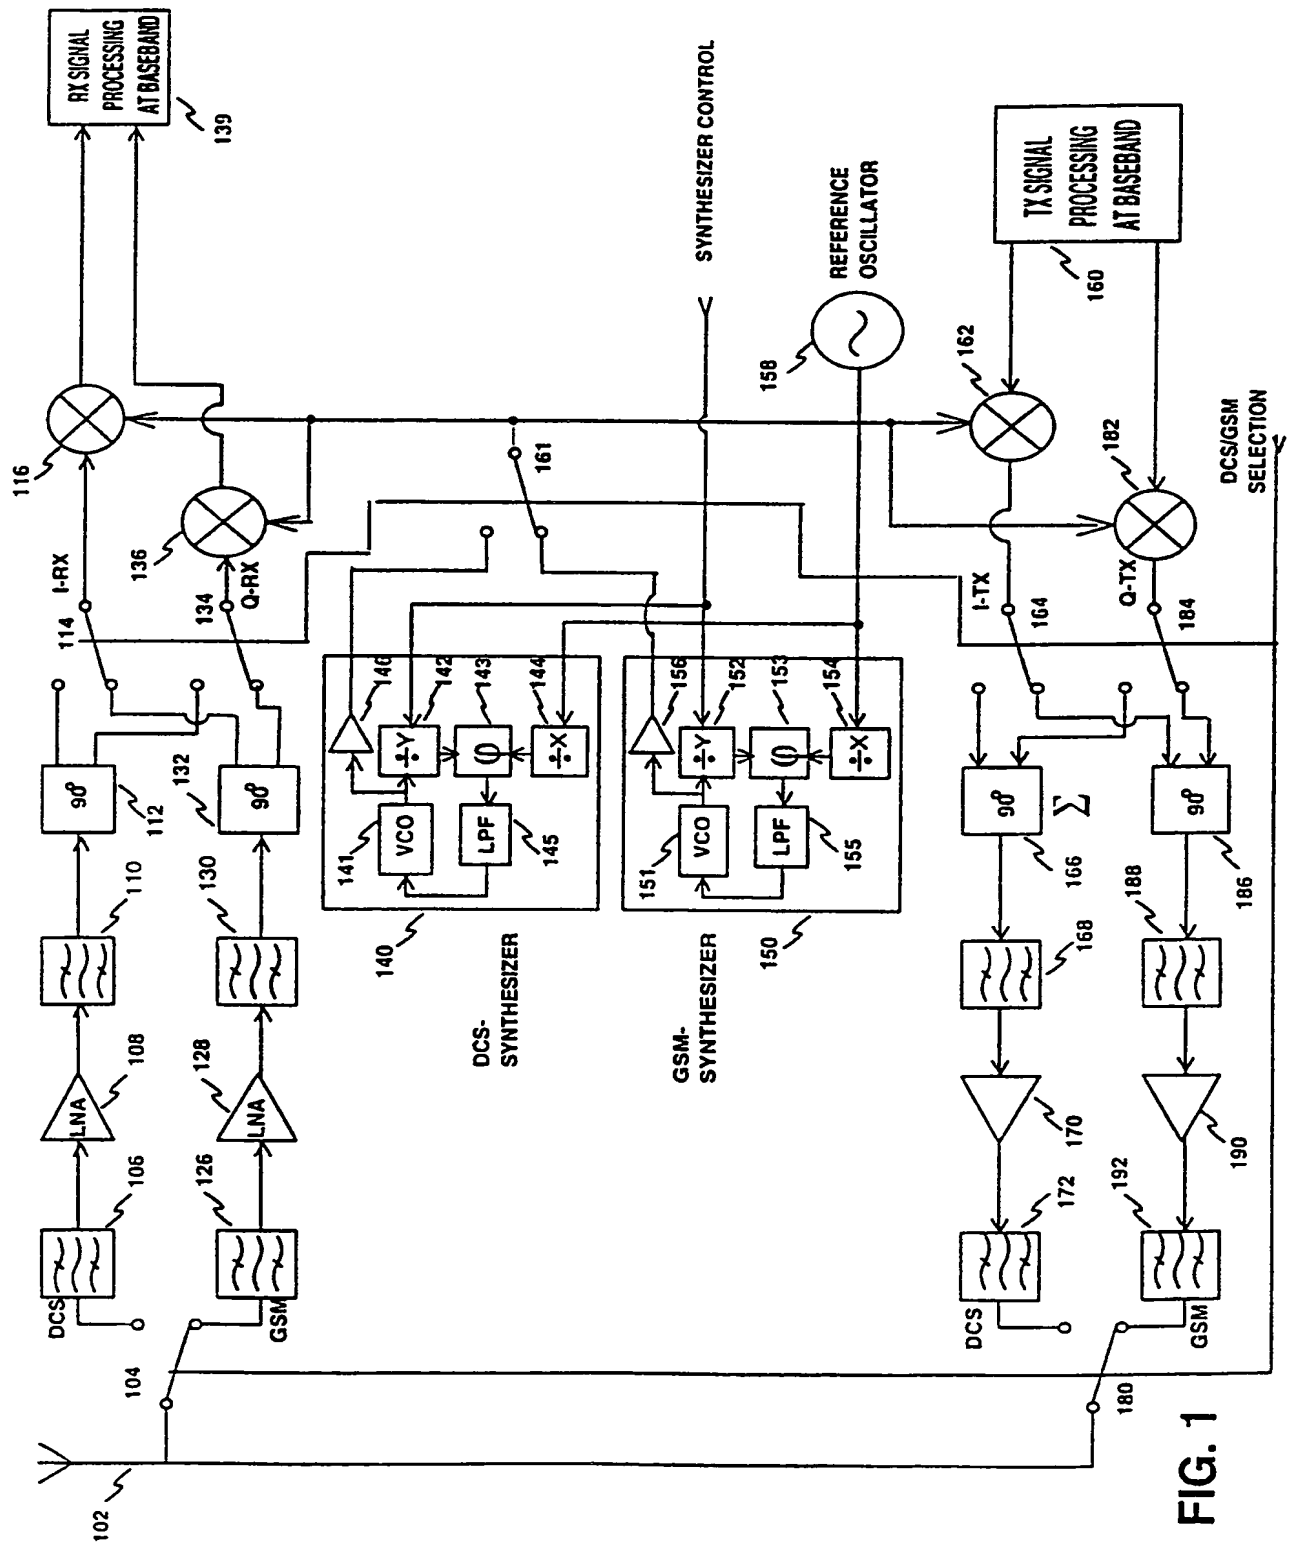 102
104
DCS
106
LNA
108
110
90°
112
114
I-RX
116
RX SIGNAL
PROCESSING
AT BASEBAND
139
GSM
126
LNA
128
130
90°
132
134
Q-RX
136
DCS-
SYNTHESIZER
140
141
VCO
÷Y
142
146
143
LPF
145
÷X
144
161
GSM-
SYNTHESIZER
150
151
VCO
÷Y
152
156
153
LPF
155
÷X
154
SYNTHESIZER CONTROL
REFERENCE
OSCILLATOR
158
DCS
172
170
168
90°
166
Σ
164
I-TX
162
TX SIGNAL
PROCESSING
AT BASEBAND
160
180
GSM
192
190
188
186
184
Q-TX
182
DCS/GSM
SELECTION
FIG. 1
90°